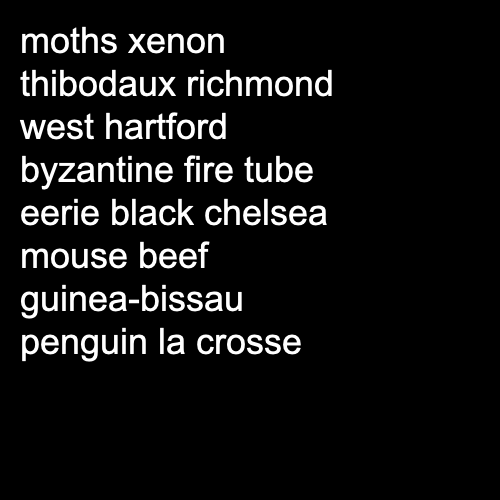 moths xenon
thibodaux richmond
west hartford
byzantine fire tube
eerie black chelsea
mouse beef
guinea-bissau
penguin la crosse